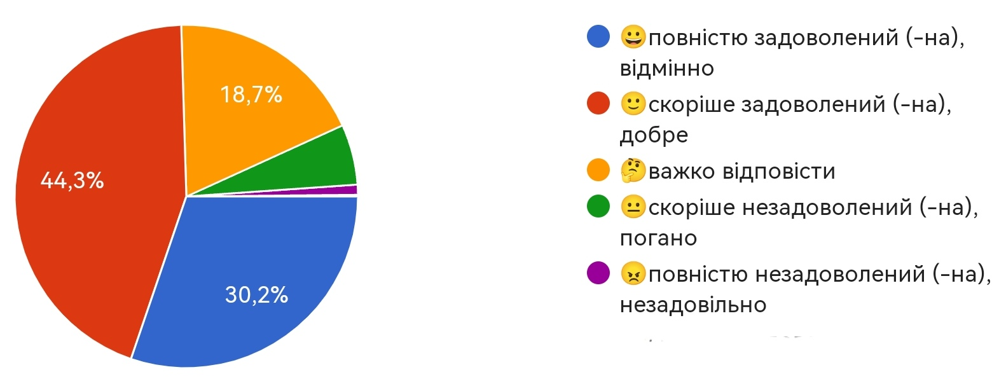 18,7%
44,3%
30,2%
😀повністю задоволений (-на),
відмінно
🙂скоріше задоволений (-на),
добре
🤔важко відповісти
😐скоріше незадоволений (-на),
погано
😠повністю незадоволений (-на),
незадовільно